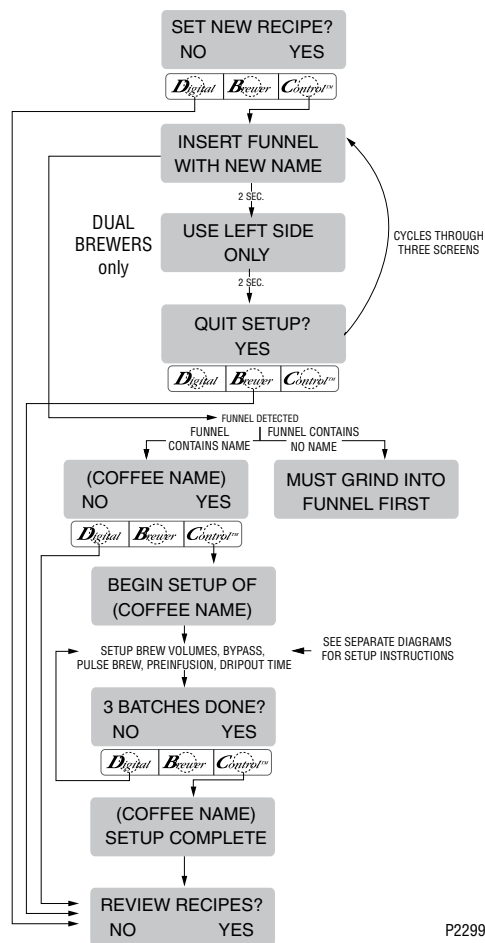 SET NEW RECIPE?
NO YES
Digital Brewer Control™
INSERT FUNNEL
WITH NEW NAME
2 SEC.
DUAL
BREWERS
only
USE LEFT SIDE
ONLY
CYCLES THROUGH
THREE SCREENS
2 SEC.
QUIT SETUP?
YES
Digital Brewer Control™
FUNNEL DETECTED
FUNNEL
CONTAINS NAME
FUNNEL CONTAINS
NO NAME
(COFFEE NAME)
NO YES
MUST GRIND INTO
FUNNEL FIRST
Digital Brewer Control™
BEGIN SETUP OF
(COFFEE NAME)
SETUP BREW VOLUMES, BYPASS,
PULSE BREW, PREINFUSION, DRIPOUT TIME
SEE SEPARATE DIAGRAMS
FOR SETUP INSTRUCTIONS
3 BATCHES DONE?
NO YES
Digital Brewer Control™
(COFFEE NAME)
SETUP COMPLETE
REVIEW RECIPES?
NO YES
P2299